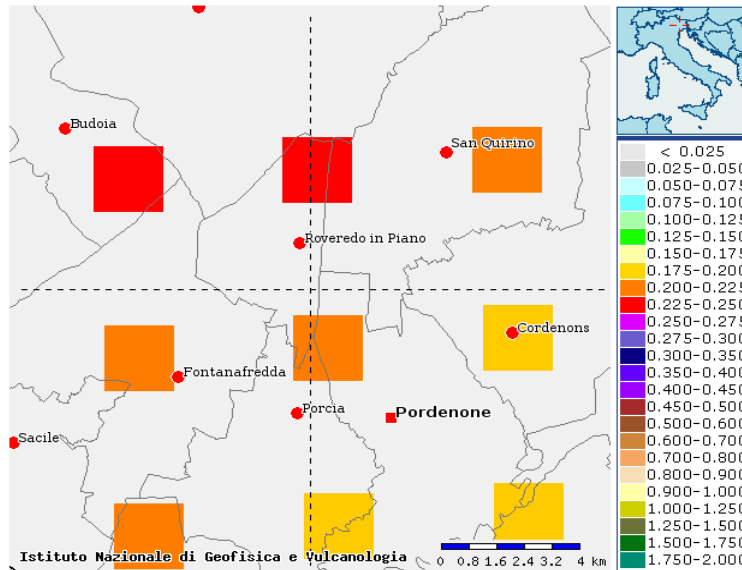 Budoia
San Quirino
Roveredo in Piano
Cordenons
Fontanafredda
Porcia
Pordenone
Sacile
Istituto Nazionale di Geofisica e Vulcanologia
0 0.8 1.6 2.4 3.2 4 km
< 0.025
0.025-0.050
0.050-0.075
0.075-0.100
0.100-0.125
0.125-0.150
0.150-0.175
0.175-0.200
0.200-0.225
0.225-0.250
0.250-0.275
0.275-0.300
0.300-0.350
0.350-0.400
0.400-0.450
0.450-0.500
0.500-0.600
0.600-0.700
0.700-0.800
0.800-0.900
0.900-1.000
1.000-1.250
1.250-1.500
1.500-1.750
1.750-2.000